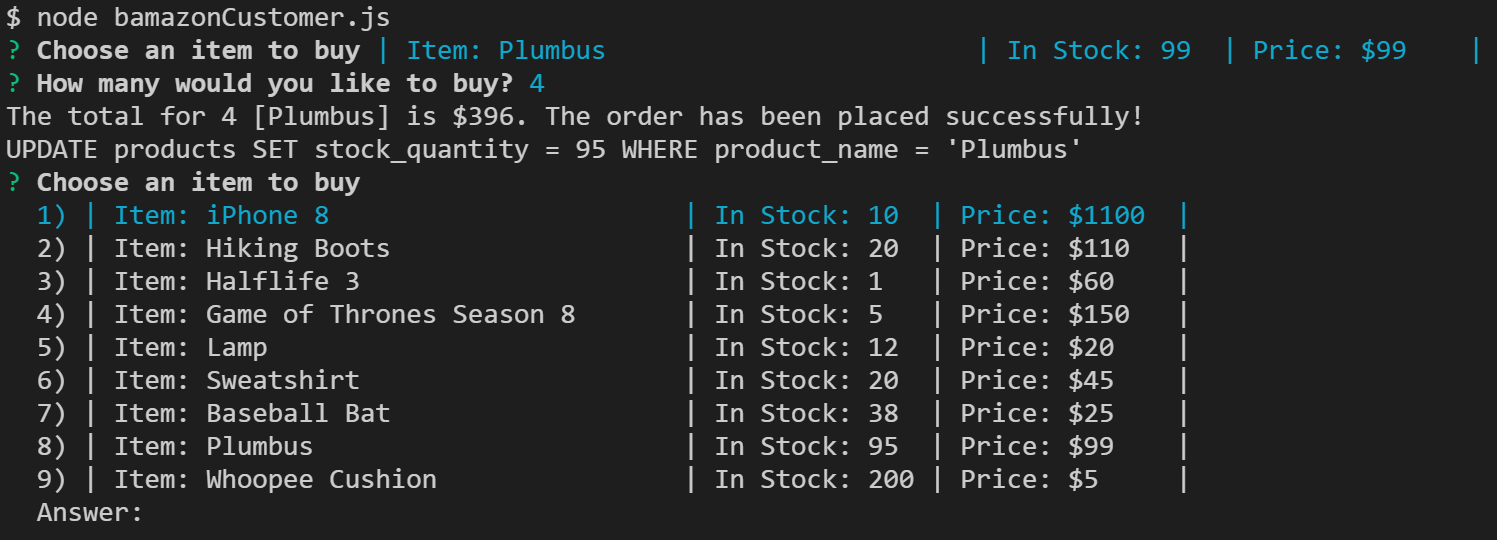 $ node bamazonCustomer.js
? Choose an item to buy | Item: Plumbus                        | In Stock: 99  | Price: $99    |
? How many would you like to buy? 4
The total for 4 [Plumbus] is $396. The order has been placed successfully!
UPDATE products SET stock_quantity = 95 WHERE product_name = 'Plumbus'
? Choose an item to buy
  1) | Item: iPhone 8                       | In Stock: 10  | Price: $1100  |
  2) | Item: Hiking Boots                   | In Stock: 20  | Price: $110   |
  3) | Item: Halflife 3                     | In Stock: 1   | Price: $60    |
  4) | Item: Game of Thrones Season 8       | In Stock: 5   | Price: $150   |
  5) | Item: Lamp                           | In Stock: 12  | Price: $20    |
  6) | Item: Sweatshirt                     | In Stock: 20  | Price: $45    |
  7) | Item: Baseball Bat                   | In Stock: 38  | Price: $25    |
  8) | Item: Plumbus                        | In Stock: 95  | Price: $99    |
  9) | Item: Whoopee Cushion                | In Stock: 200 | Price: $5     |
  Answer: